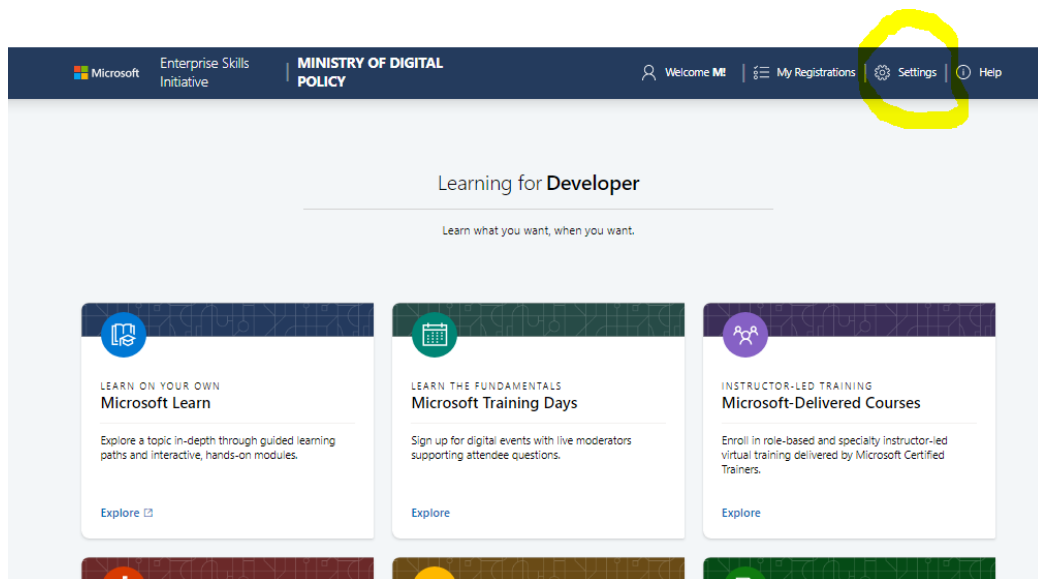 Microsoft
Enterprise Skills
Initiative
MINISTRY OF DIGITAL
POLICY
Welcome M!
My Registrations
Settings
Help
Learning for Developer
Learn what you want, when you want.
LEARN ON YOUR OWN
Microsoft Learn
Explore a topic in-depth through guided learning
paths and interactive, hands-on modules.
Explore
LEARN THE FUNDAMENTALS
Microsoft Training Days
Sign up for digital events with live moderators
supporting attendee questions.
Explore
INSTRUCTOR-LED TRAINING
Microsoft-Delivered Courses
Enroll in role-based and specialty instructor-led
virtual training delivered by Microsoft Certified
Trainers.
Explore